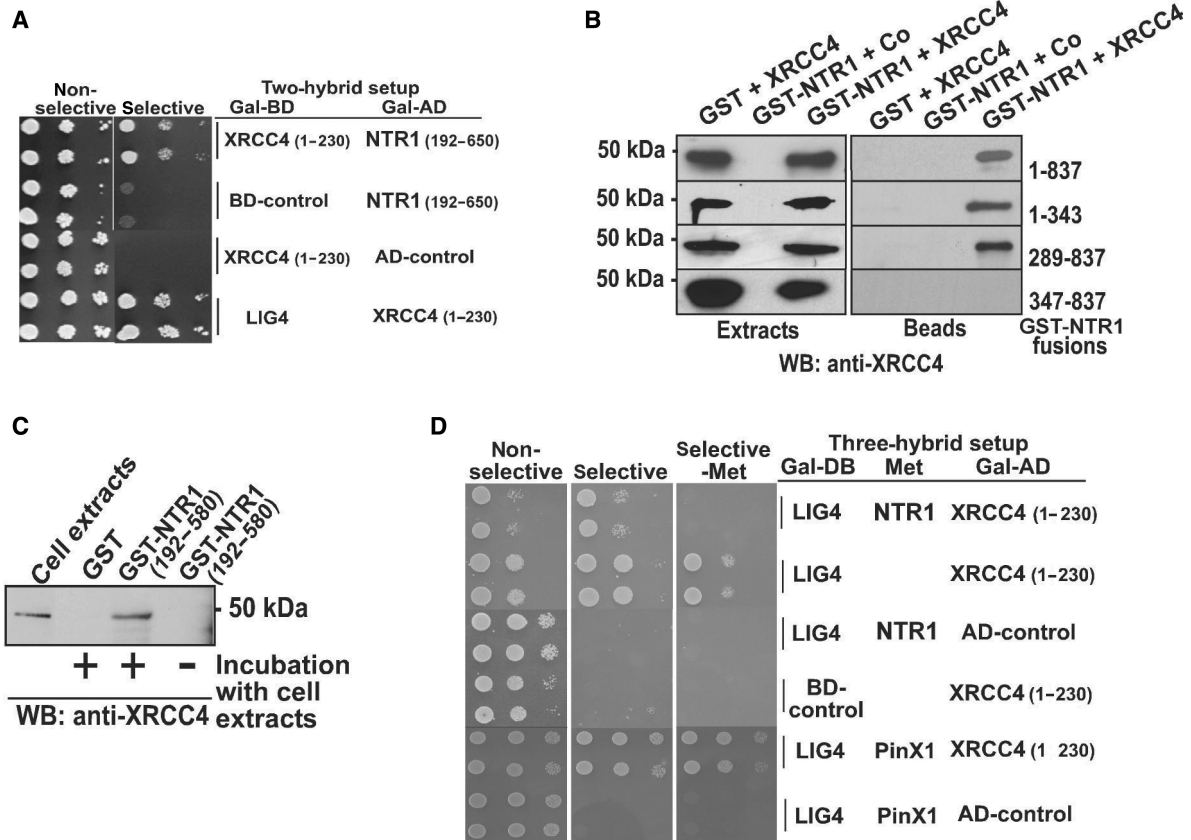 A
Non-
selective Selective
Two-hybrid setup
Gal-BD Gal-AD
XRCC4 (1–230) NTR1 (192–650)
BD-control NTR1 (192–650)
XRCC4 (1–230) AD-control
LIG4 XRCC4 (1–230)
B
GST + XRCC4
GST-NTR1 + Co
GST-NTR1 + XRCC4
GST + XRCC4
GST-NTR1 + Co
GST-NTR1 + XRCC4
50 kDa
1-837
50 kDa
1-343
50 kDa
289-837
50 kDa
347-837
Extracts Beads GST-NTR1
fusions
WB: anti-XRCC4
C
Cell extracts
GST
GST-NTR1
(192–580)
GST-NTR1
(192–580)
- 50 kDa
+ + - Incubation
with cell
extracts
WB: anti-XRCC4
D
Non-
selective Selective Selective
-Met
Three-hybrid setup
Gal-DB Met Gal-AD
LIG4 NTR1 XRCC4 (1–230)
LIG4 XRCC4 (1–230)
LIG4 NTR1 AD-control
BD-
control XRCC4 (1–230)
LIG4 PinX1 XRCC4 (1 230)
LIG4 PinX1 AD-control